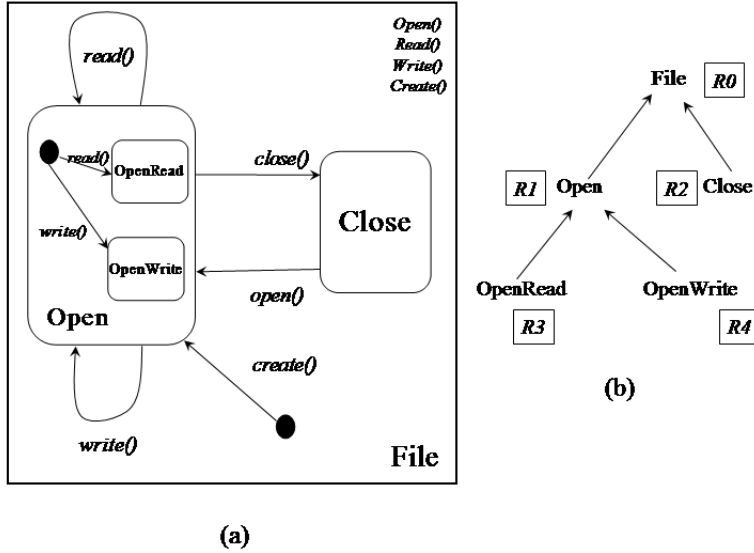 Open()
Read()
Write()
Create()
read()
read()
OpenRead
close()
Close
write()
OpenWrite
open()
Open
create()
write()
File
(a)
File R0
R1 Open R2 Close
OpenRead OpenWrite
R3 R4
(b)